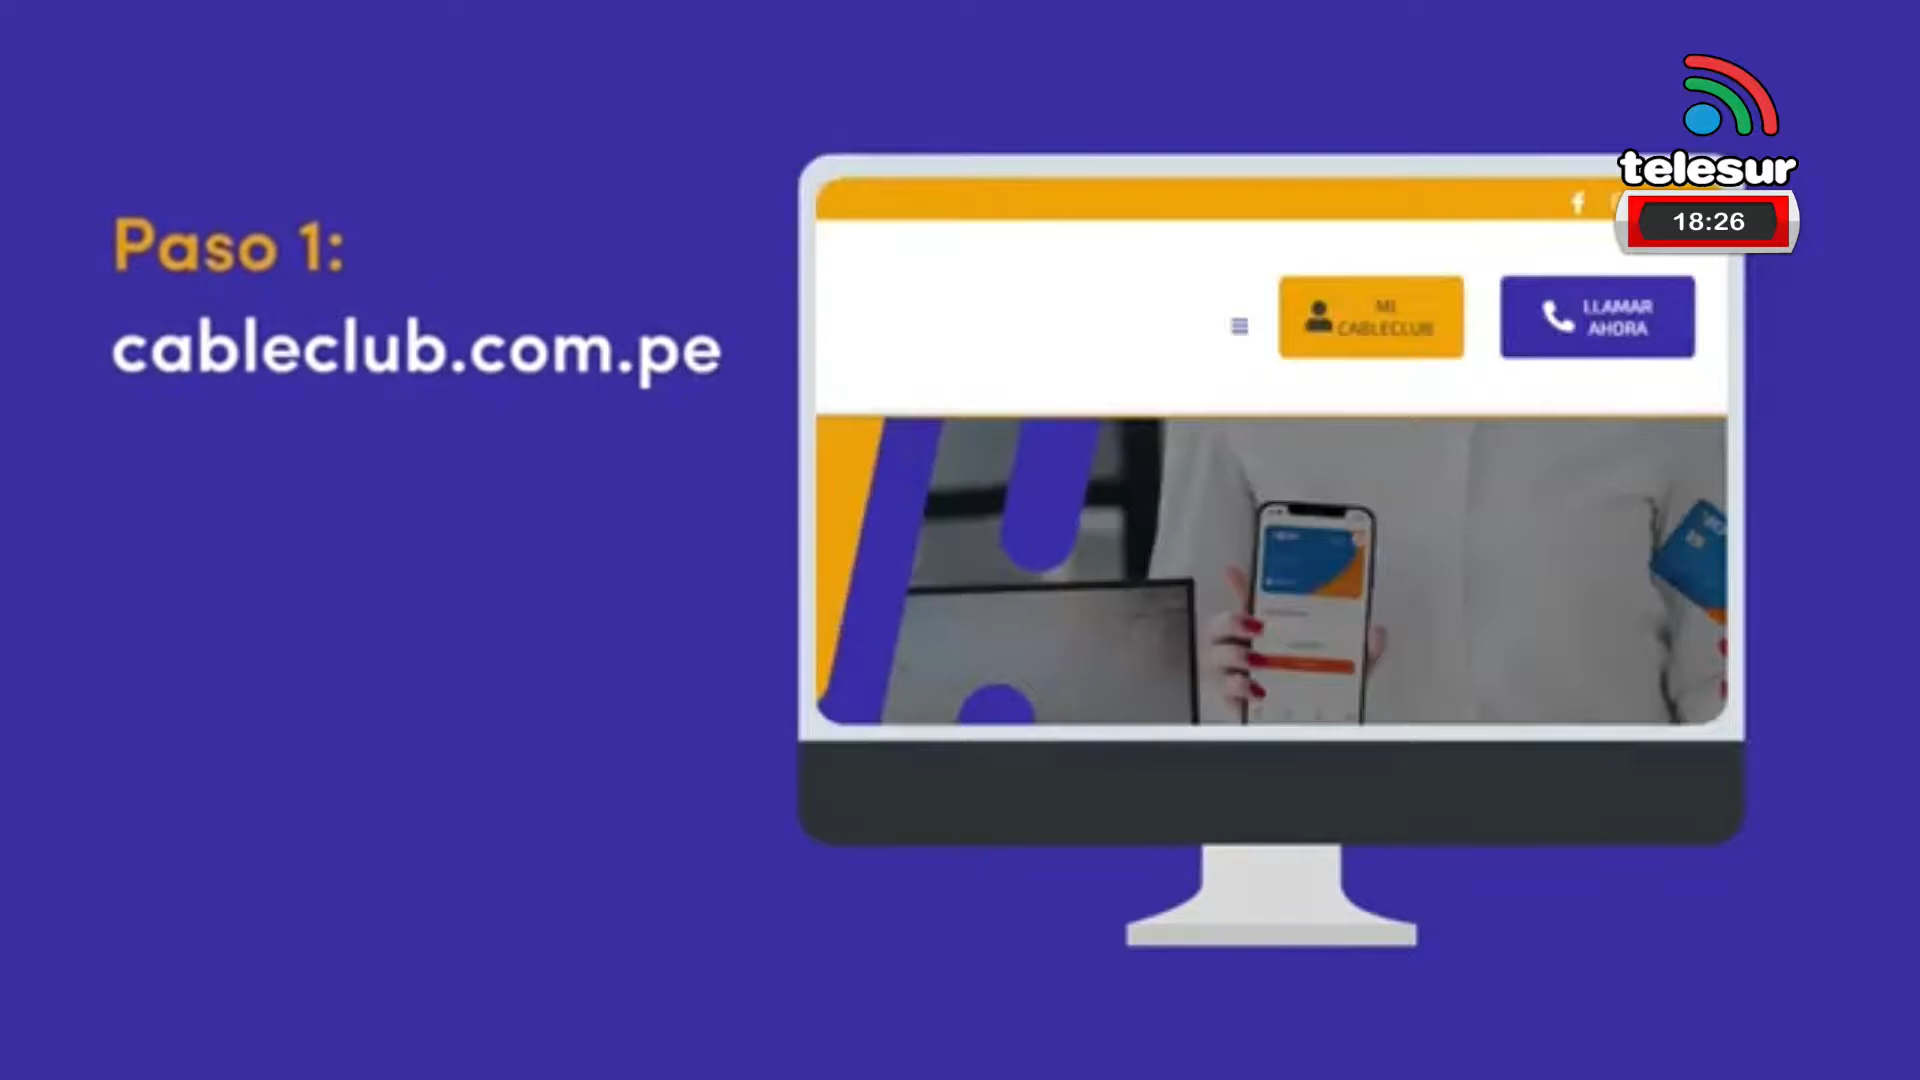 telesur
18:26
Paso 1:
cableclub.com.pe
MI
CABLECLUB
LLAMAR
AHORA